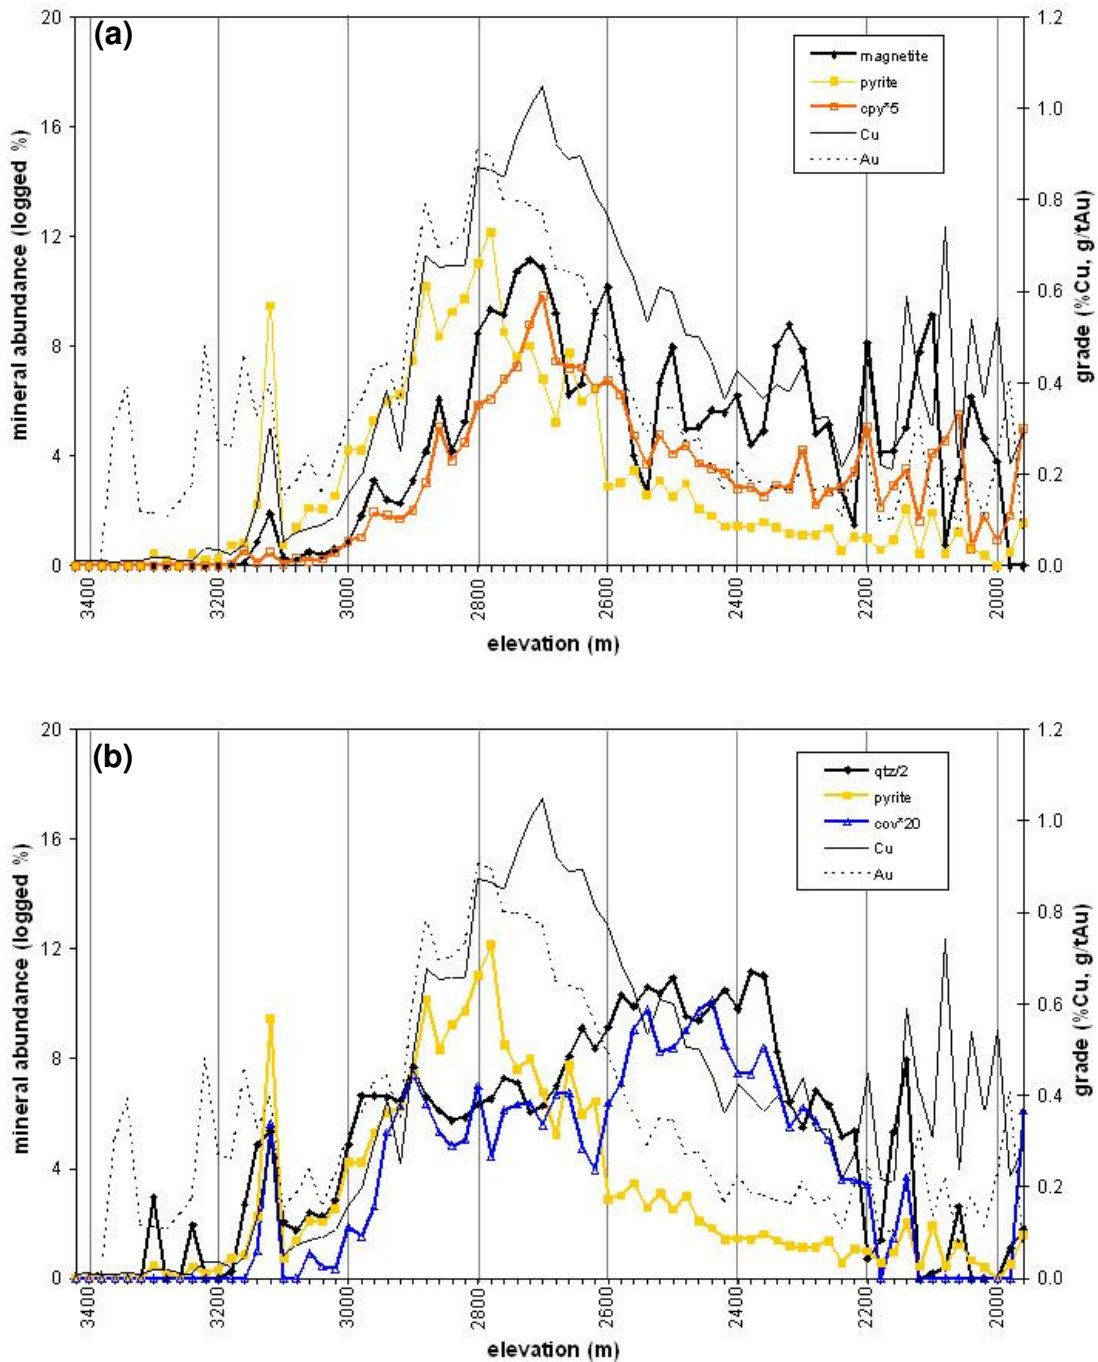 (a)
20
16
12
8
4
0
1.2
1.0
0.8
0.6
0.4
0.2
0.0
mineral abundance (logged %)
grade (%Cu, g/tAu)
magnetite
pyrite
cpy*5
Cu
Au
3400
3200
3000
2800
2600
2400
2200
2000
elevation (m)
(b)
20
16
12
8
4
0
1.2
1.0
0.8
0.6
0.4
0.2
0.0
mineral abundance (logged %)
grade (%Cu, g/tAu)
qtz/2
pyrite
cov*20
Cu
Au
3400
3200
3000
2800
2600
2400
2200
2000
elevation (m)